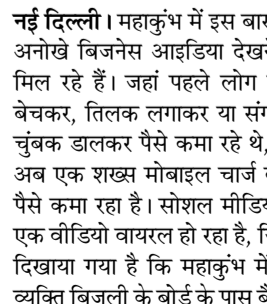 नई दिल्ली। महाकुंभ में इस बार
अनोखे बिजनेस आइडिया देखने
मिल रहे हैं। जहां पहले लोग
बेचकर, तिलक लगाकर या
चुंबक डालकर पैसे कमा रहे थे,
अब एक शख्स मोबाइल चार्ज
पैसे कमा रहा है। सोशल मीडिया
एक वीडियो वायरल हो रहा है,
दिखाया गया है कि महाकुंभ में
व्यक्ति बिजली के बोर्ड के पास